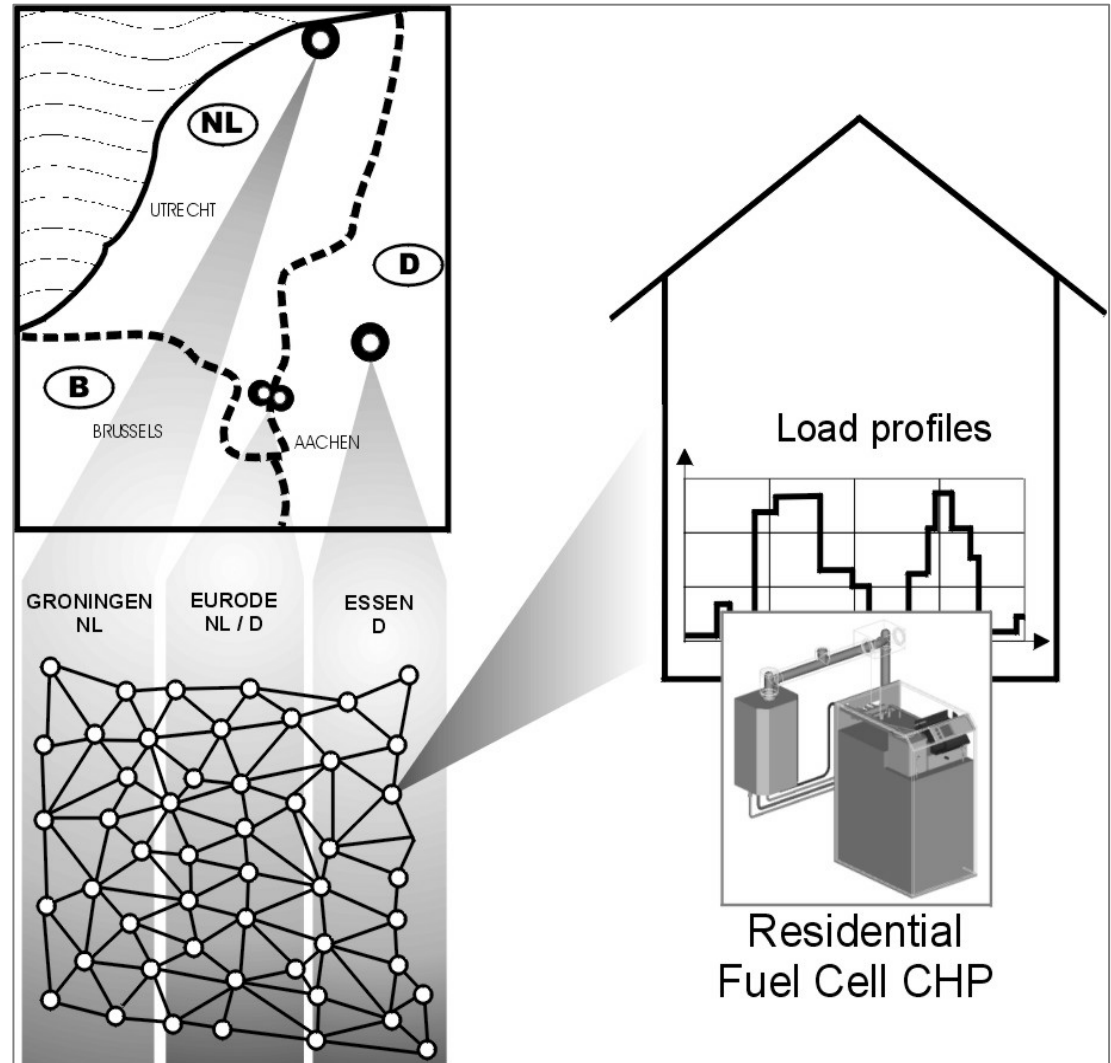 NL
UTRECHT
D
B
BRUSSELS
AACHEN
GRONINGEN
NL
EURODE
NL / D
ESSEN
D
Load profiles
Residential
Fuel Cell CHP